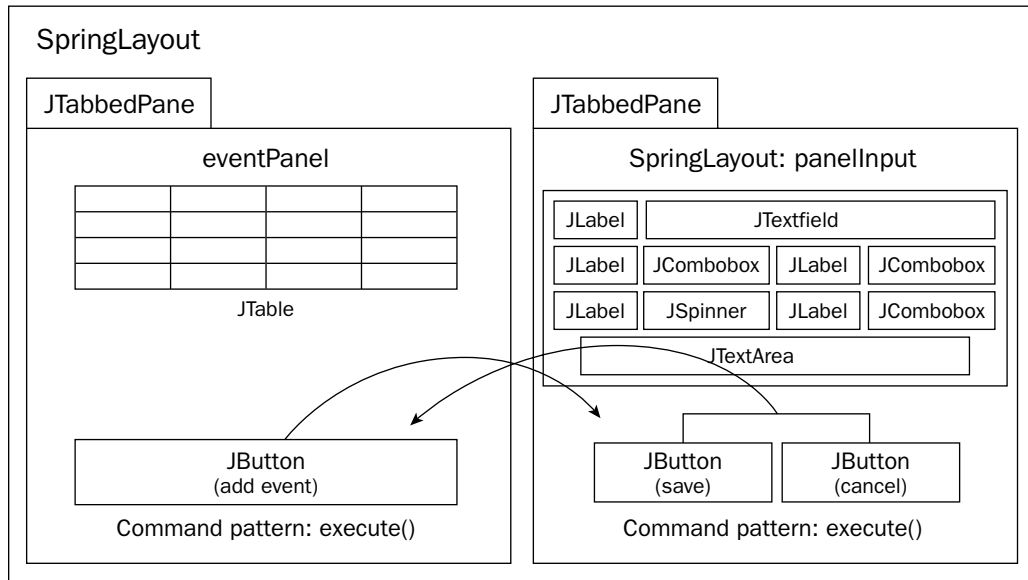 SpringLayout
JTabbedPane
eventPanel
JTable
JButton
(add event)
Command pattern: execute()
JTabbedPane
SpringLayout: panelInput
JLabel JTextfield
JLabel JCombobox JLabel JCombobox
JLabel JSpinner JLabel JCombobox
JTextArea
JButton JButton
(save) (cancel)
Command pattern: execute()